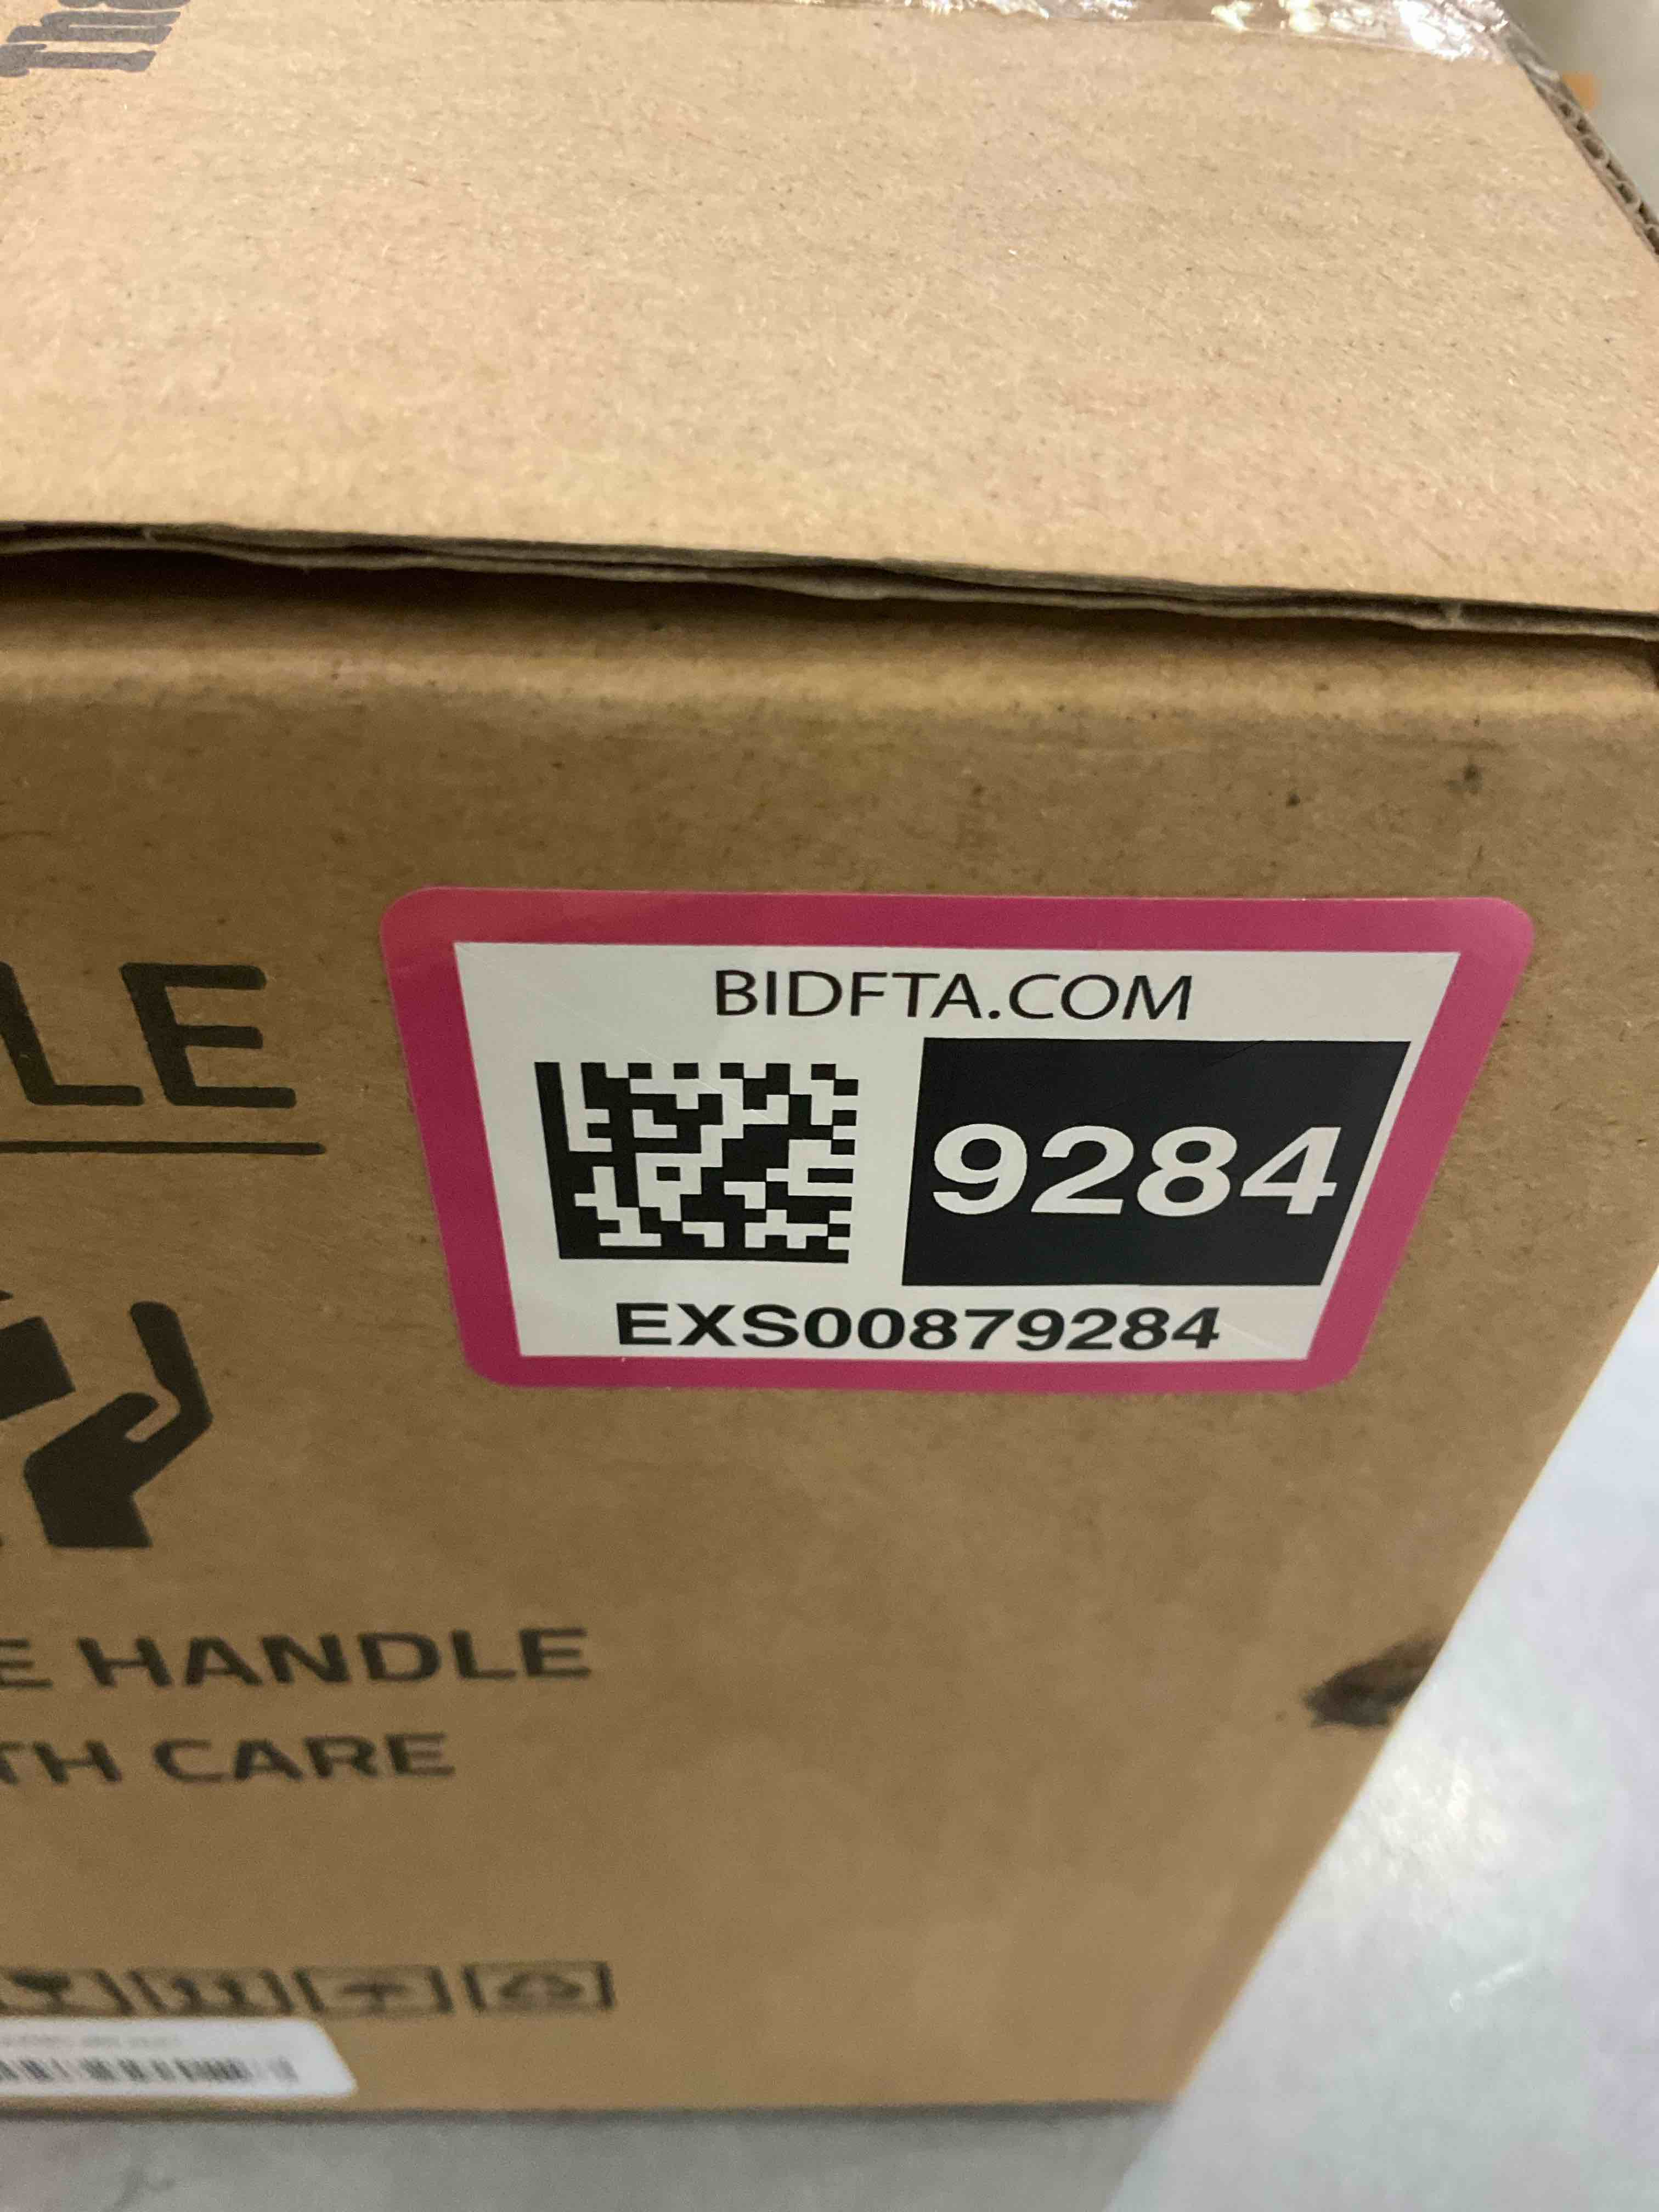 BIDFTA.COM
9284
EXS00879284
LE
E HANDLE
TH CARE